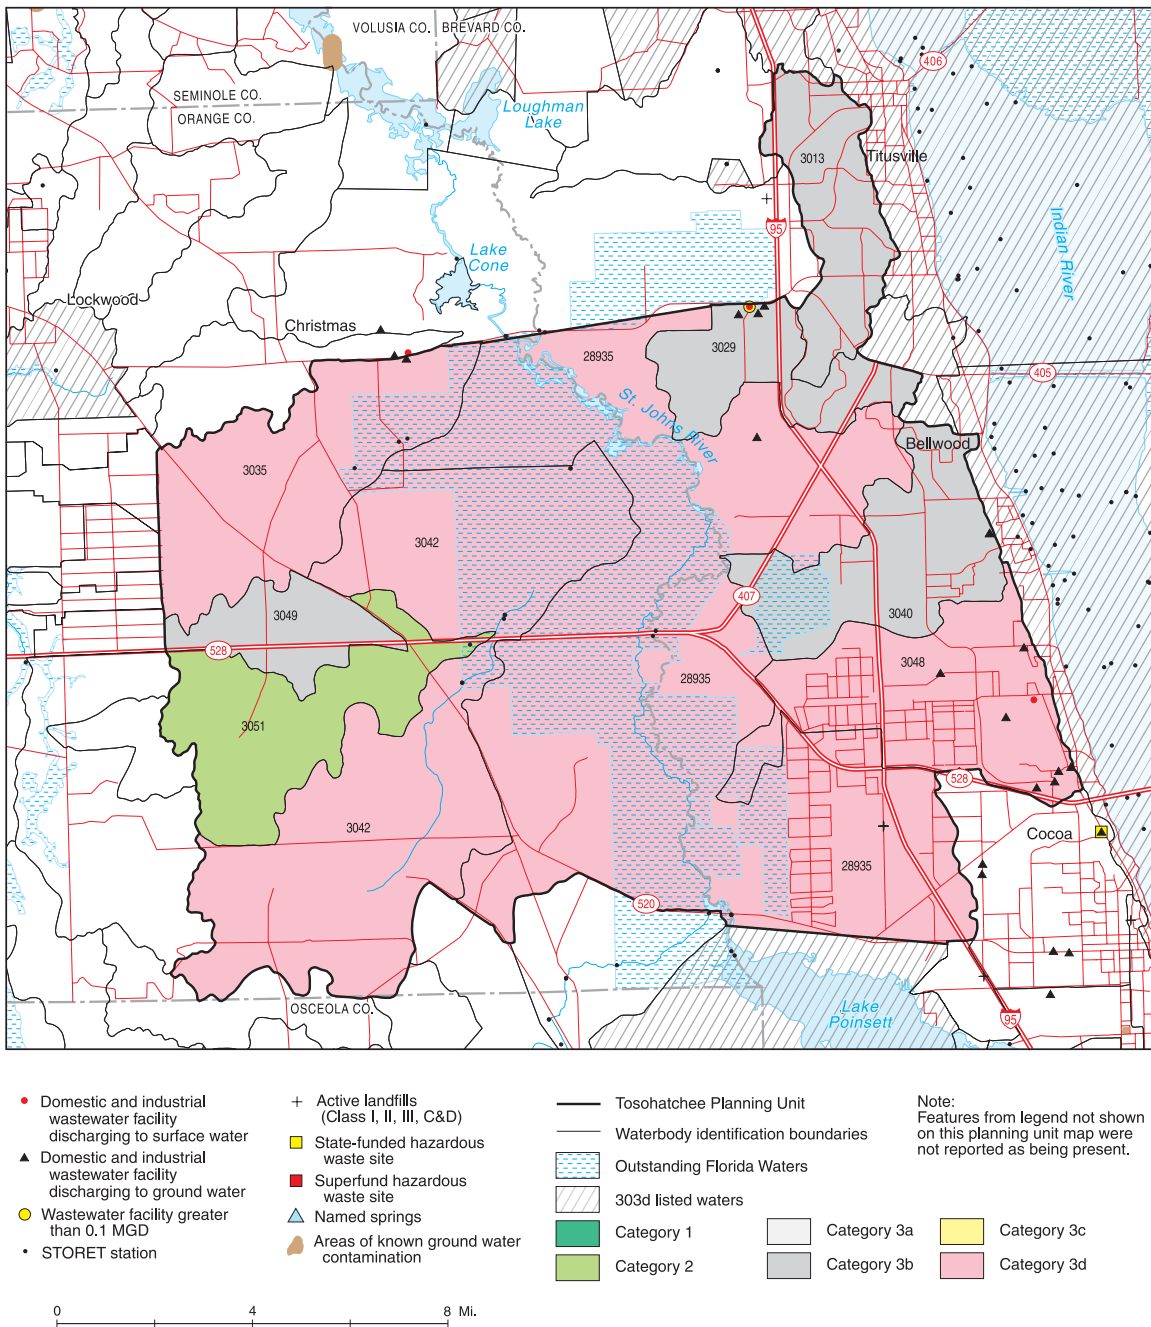 VOLUSIA CO.
BREVARD CO.
406
SEMINOLE CO.
ORANGE CO.
Loughman
Lake
3013
Titusville
95
Indian River
Lake
Cone
Lockwood
Christmas
3029
28935
405
St. Johns River
Bellwood
3035
3042
407
3049
3040
528
3048
28935
3051
528
3042
Cocoa
28935
520
OSCEOLA CO.
Lake
Poinsett
95
Domestic and industrial
wastewater facility
discharging to surface water
Domestic and industrial
wastewater facility
discharging to ground water
Wastewater facility greater
than 0.1 MGD
STORET station
Active landfills
(Class I, II, III, C&D)
State-funded hazardous
waste site
Superfund hazardous
waste site
Named springs
Areas of known ground water
contamination
Tosohatchee Planning Unit
Waterbody identification boundaries
Outstanding Florida Waters
303d listed waters
Category 1
Category 2
Category 3a
Category 3b
Category 3c
Category 3d
Note:
Features from legend not shown
on this planning unit map were
not reported as being present.
0 4 8 Mi.